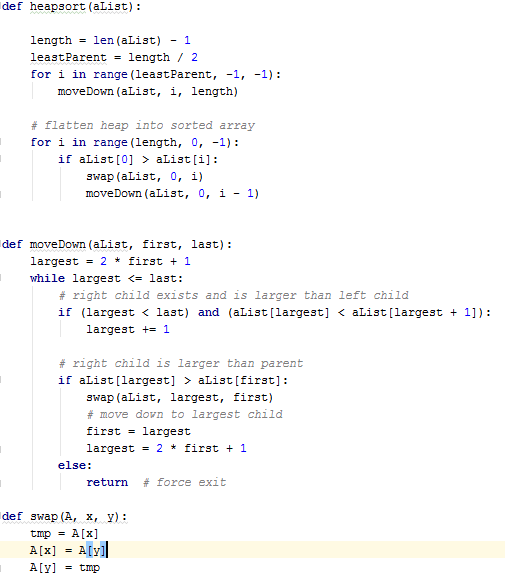 def heapsort(aList):
    length = len(aList) - 1
    leastParent = length / 2
    for i in range(leastParent, -1, -1):
        moveDown(aList, i, length)
    # flatten heap into sorted array
    for i in range(length, 0, -1):
        if aList[0] > aList[i]:
            swap(aList, 0, i)
            moveDown(aList, 0, i - 1)
def moveDown(aList, first, last):
    largest = 2 * first + 1
    while largest <= last:
        # right child exists and is larger than left child
        if (largest < last) and (aList[largest] < aList[largest + 1]):
            largest += 1
        # right child is larger than parent
        if aList[largest] > aList[first]:
            swap(aList, largest, first)
            # move down to largest child
            first = largest
            largest = 2 * first + 1
        else:
            return  # force exit
def swap(A, x, y):
    tmp = A[x]
    A[x] = A[y]
    A[y] = tmp